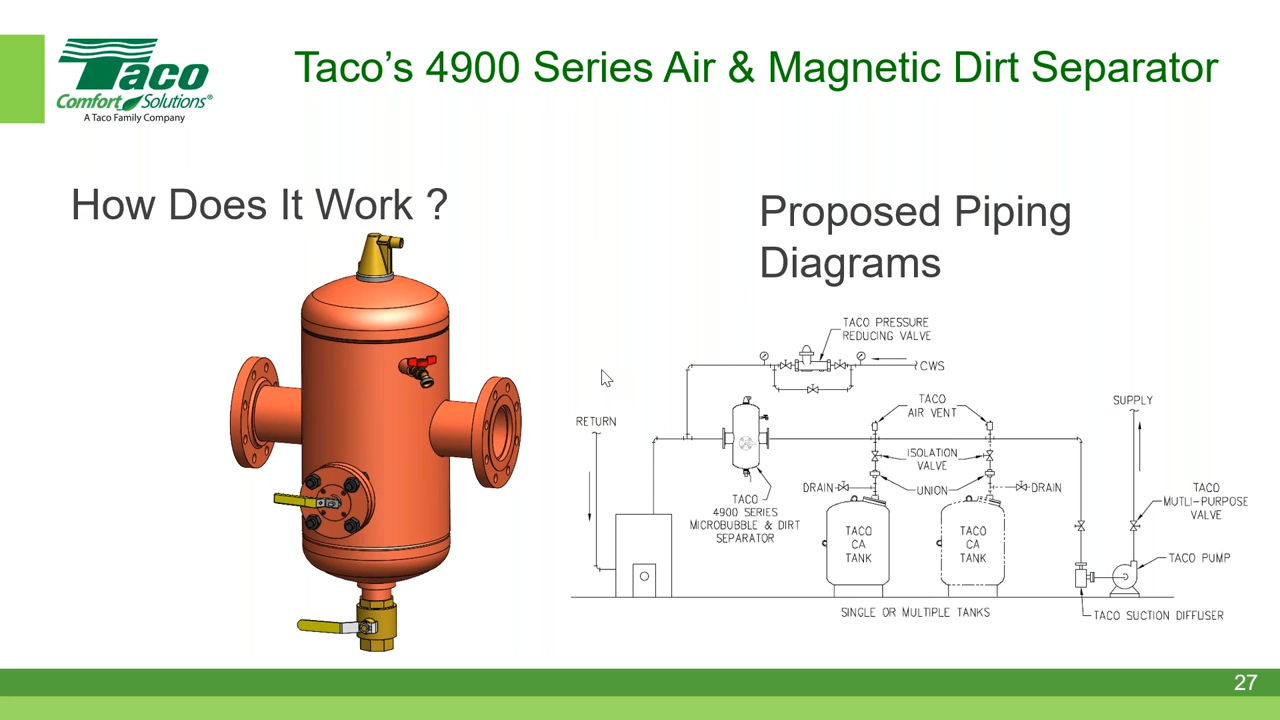 Taco
Comfort Solutions®
A Taco Family Company
Taco's 4900 Series Air & Magnetic Dirt Separator
How Does It Work ?
Proposed Piping
Diagrams
TACO PRESSURE
REDUCING VALVE
CWS
RETURN
TACO
AIR VENT
SUPPLY
ISOLATION
VALVE
DRAIN
UNION
DRAIN
TACO
4900 SERIES
MICROBUBBLE & DIRT
SEPARATOR
TACO
MUTLI-PURPOSE
VALVE
TACO
CA
TANK
TACO
CA
TANK
TACO PUMP
SINGLE OR MULTIPLE TANKS
TACO SUCTION DIFFUSER
27